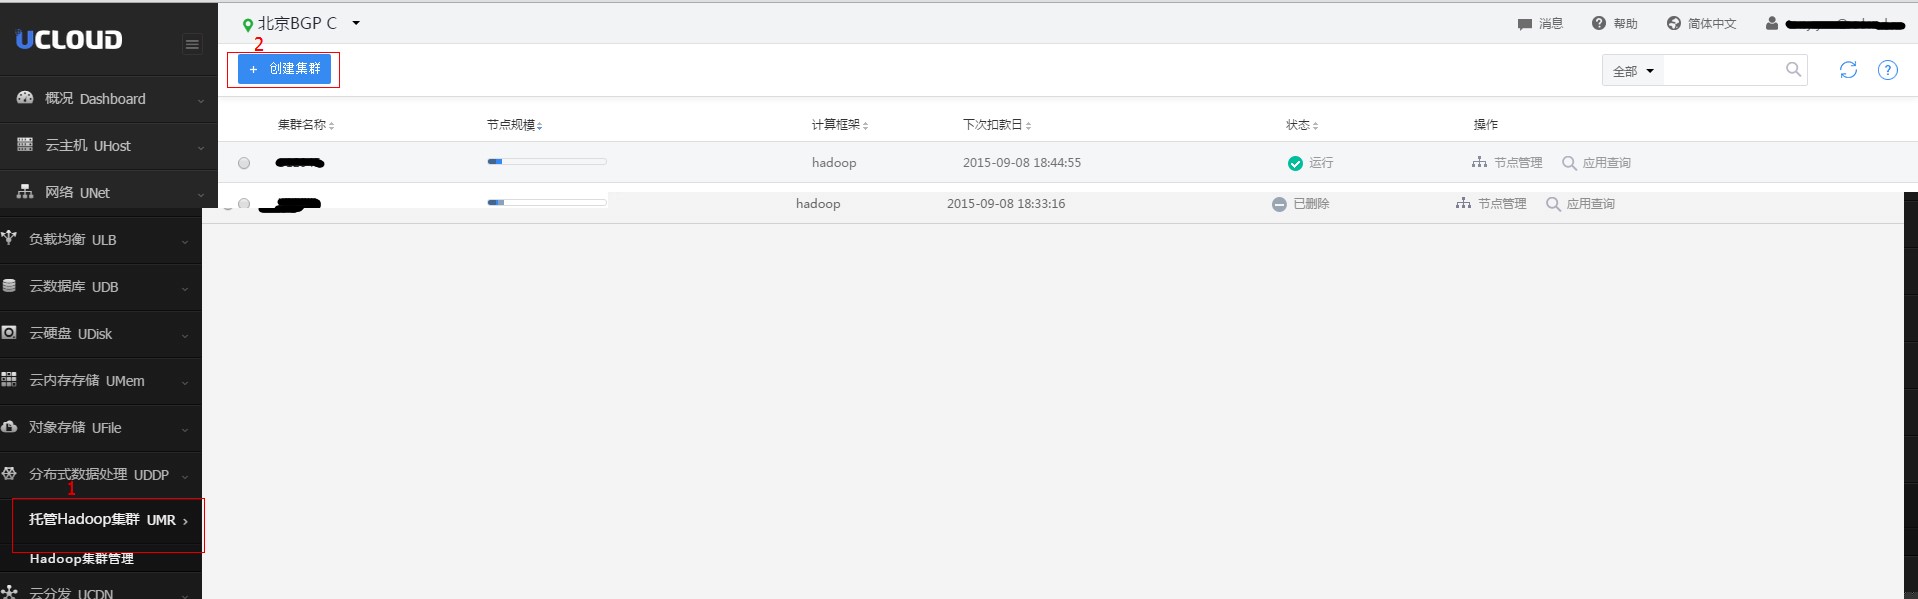 UCLOUD
北京BGP C
消息
帮助
简体中文
2
+ 创建集群
全部
概况 Dashboard
云主机 UHost
网络 UNet
负载均衡 ULB
云数据库 UDB
云硬盘 UDisk
云内存存储 UMem
对象存储 UFile
分布式数据处理 UDDP
1
托管Hadoop集群 UMR
Hadoop集群管理
云分发 UCDN
集群名称 节点规模 计算框架 下次扣款日 状态 操作
hadoop 2015-09-08 18:44:55 运行 节点管理 应用查询
hadoop 2015-09-08 18:33:16 已删除 节点管理 应用查询